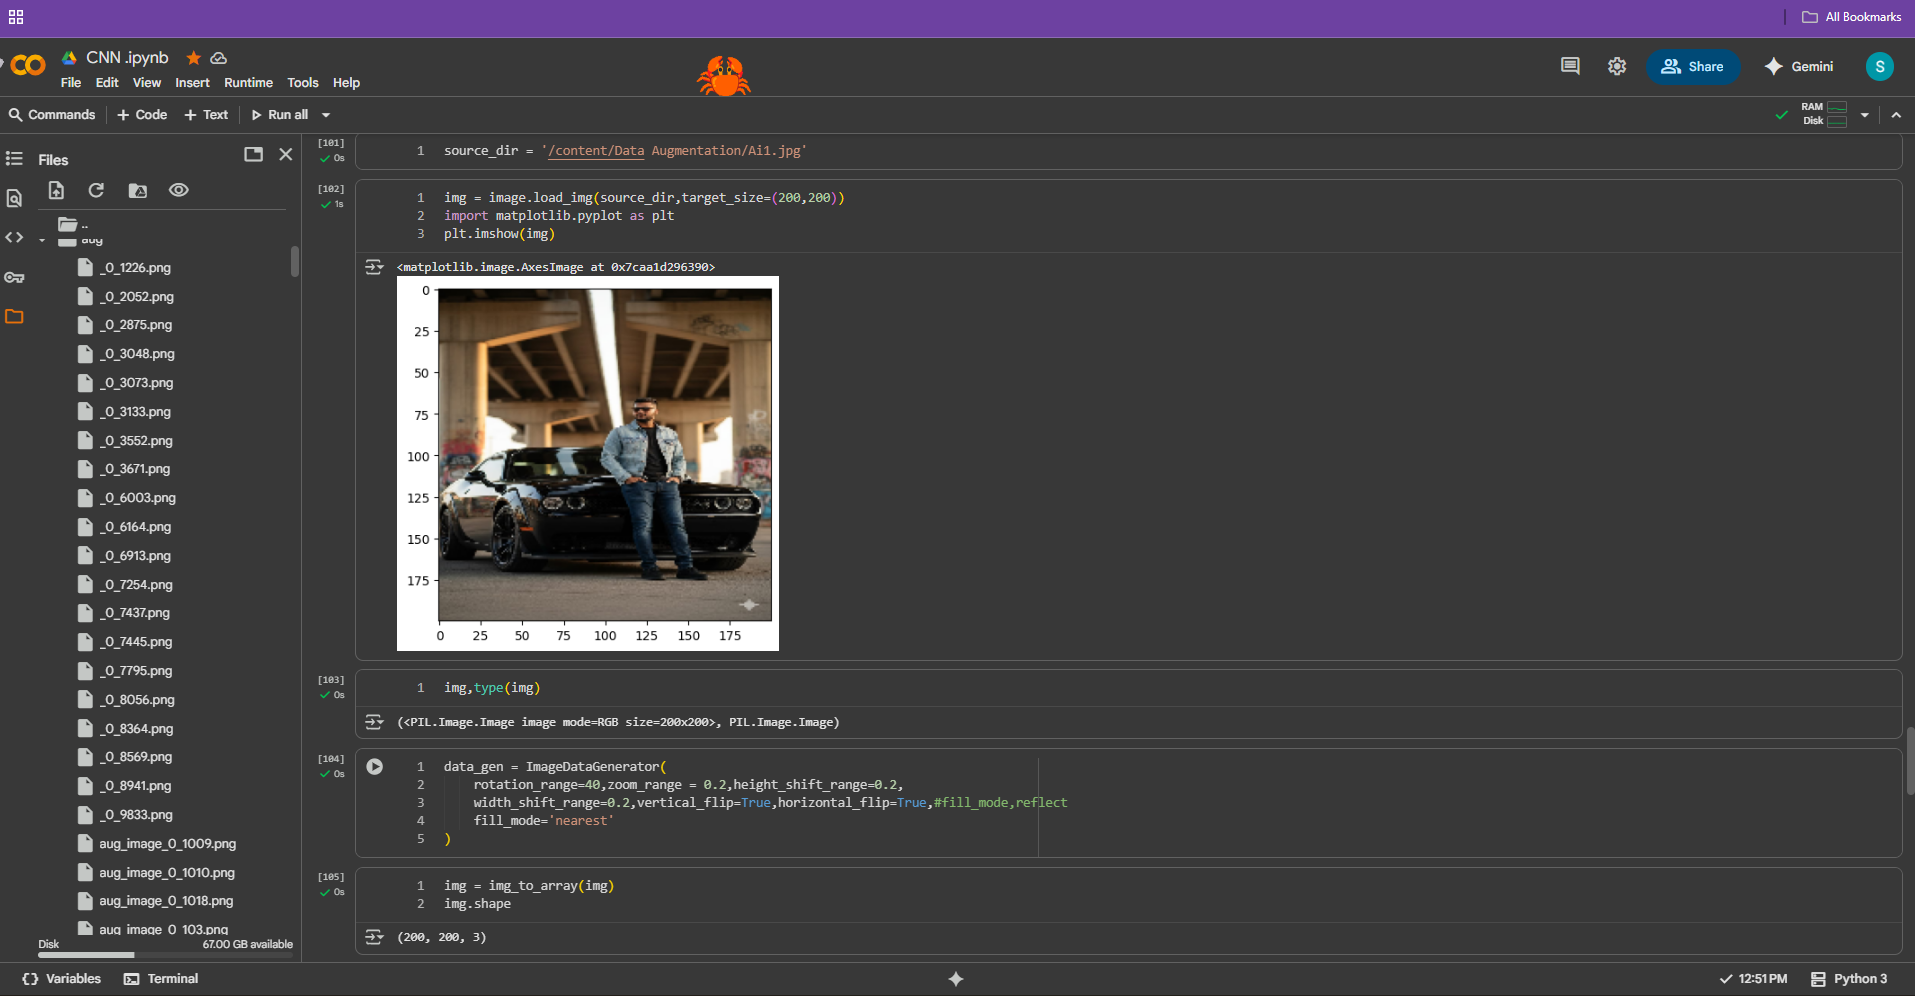 All Bookmarks
CNN .ipynb
File Edit View Insert Runtime Tools Help
Share
Gemini
S
Commands + Code + Text Run all
RAM
Disk
Files
..
aug
_0_1226.png
_0_2052.png
_0_2875.png
_0_3048.png
_0_3073.png
_0_3133.png
_0_3552.png
_0_3671.png
_0_6003.png
_0_6164.png
_0_6913.png
_0_7254.png
_0_7437.png
_0_7445.png
_0_7795.png
_0_8056.png
_0_8364.png
_0_8569.png
_0_8941.png
_0_9833.png
aug_image_0_1009.png
aug_image_0_1010.png
aug_image_0_1018.png
aug_image_0_103.png
Disk 67.00 GB available
[101]
0s
1 source_dir = '/content/Data Augmentation/Ai1.jpg'
[102]
1s
1 img = image.load_img(source_dir,target_size=(200,200))
2 import matplotlib.pyplot as plt
3 plt.imshow(img)
<matplotlib.image.AxesImage at 0x7caa1d296390>
0
25
50
75
100
125
150
175
0 25 50 75 100 125 150 175
[103]
0s
1 img,type(img)
(<PIL.Image.Image image mode=RGB size=200x200>, PIL.Image.Image)
[104]
0s
1 data_gen = ImageDataGenerator(
2 rotation_range=40,zoom_range = 0.2,height_shift_range=0.2,
3 width_shift_range=0.2,vertical_flip=True,horizontal_flip=True,#fill_mode,reflect
4 fill_mode='nearest'
5 )
[105]
0s
1 img = img_to_array(img)
2 img.shape
(200, 200, 3)
Variables Terminal
12:51 PM Python 3